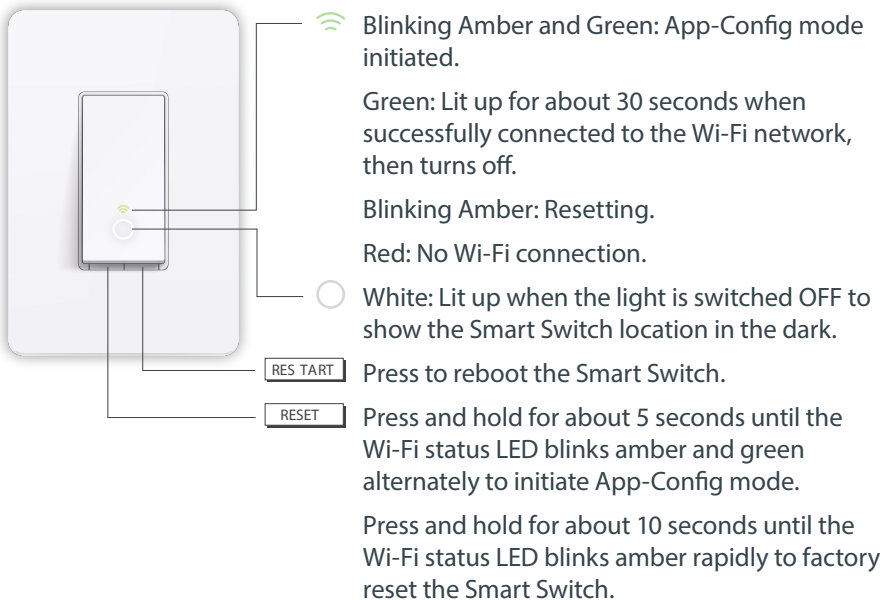 Blinking Amber and Green: App-Config mode
initiated.
Green: Lit up for about 30 seconds when
successfully connected to the Wi-Fi network,
then turns off.
Blinking Amber: Resetting.
Red: No Wi-Fi connection.
White: Lit up when the light is switched OFF to
show the Smart Switch location in the dark.
RES TART
Press to reboot the Smart Switch.
RESET
Press and hold for about 5 seconds until the
Wi-Fi status LED blinks amber and green
alternately to initiate App-Config mode.
Press and hold for about 10 seconds until the
Wi-Fi status LED blinks amber rapidly to factory
reset the Smart Switch.